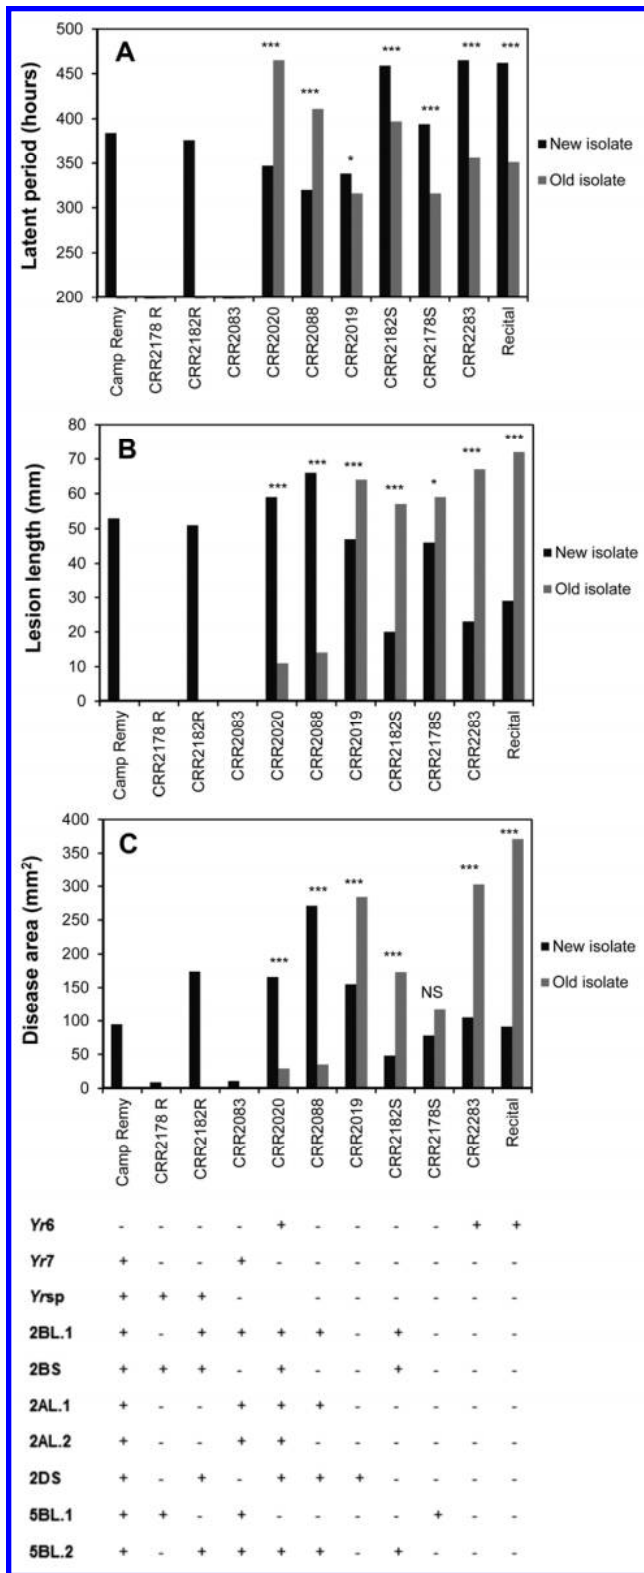 A
Latent period (hours)
500
450
400
350
300
250
200
*** *** * *** *** *** ***
New isolate
Old isolate
Camp Remy
CRR2178 R
CRR2182R
CRR2083
CRR2020
CRR2088
CRR2019
CRR2182S
CRR2178S
CRR2283
Recital
B
Lesion length (mm)
80
70
60
50
40
30
20
10
0
*** *** *** *** * *** ***
New isolate
Old isolate
Camp Remy
CRR2178 R
CRR2182R
CRR2083
CRR2020
CRR2088
CRR2019
CRR2182S
CRR2178S
CRR2283
Recital
C
Disease area (mm²)
400
350
300
250
200
150
100
50
0
*** *** *** *** NS *** ***
New isolate
Old isolate
Camp Remy
CRR2178 R
CRR2182R
CRR2083
CRR2020
CRR2088
CRR2019
CRR2182S
CRR2178S
CRR2283
Recital
Yr6 - - - - + - - - - + +
Yr7 + - - + - - - - - - -
Yrsp + + + - - - - - - -
2BL.1 + - + + + + - + - - -
2BS + + + - + - - + - - -
2AL.1 + - - + + + - - - - -
2AL.2 + - - + + - - - - - -
2DS + - + - + + + - - - -
5BL.1 + + - + - - - - + - -
5BL.2 + - + + + + - + - - -